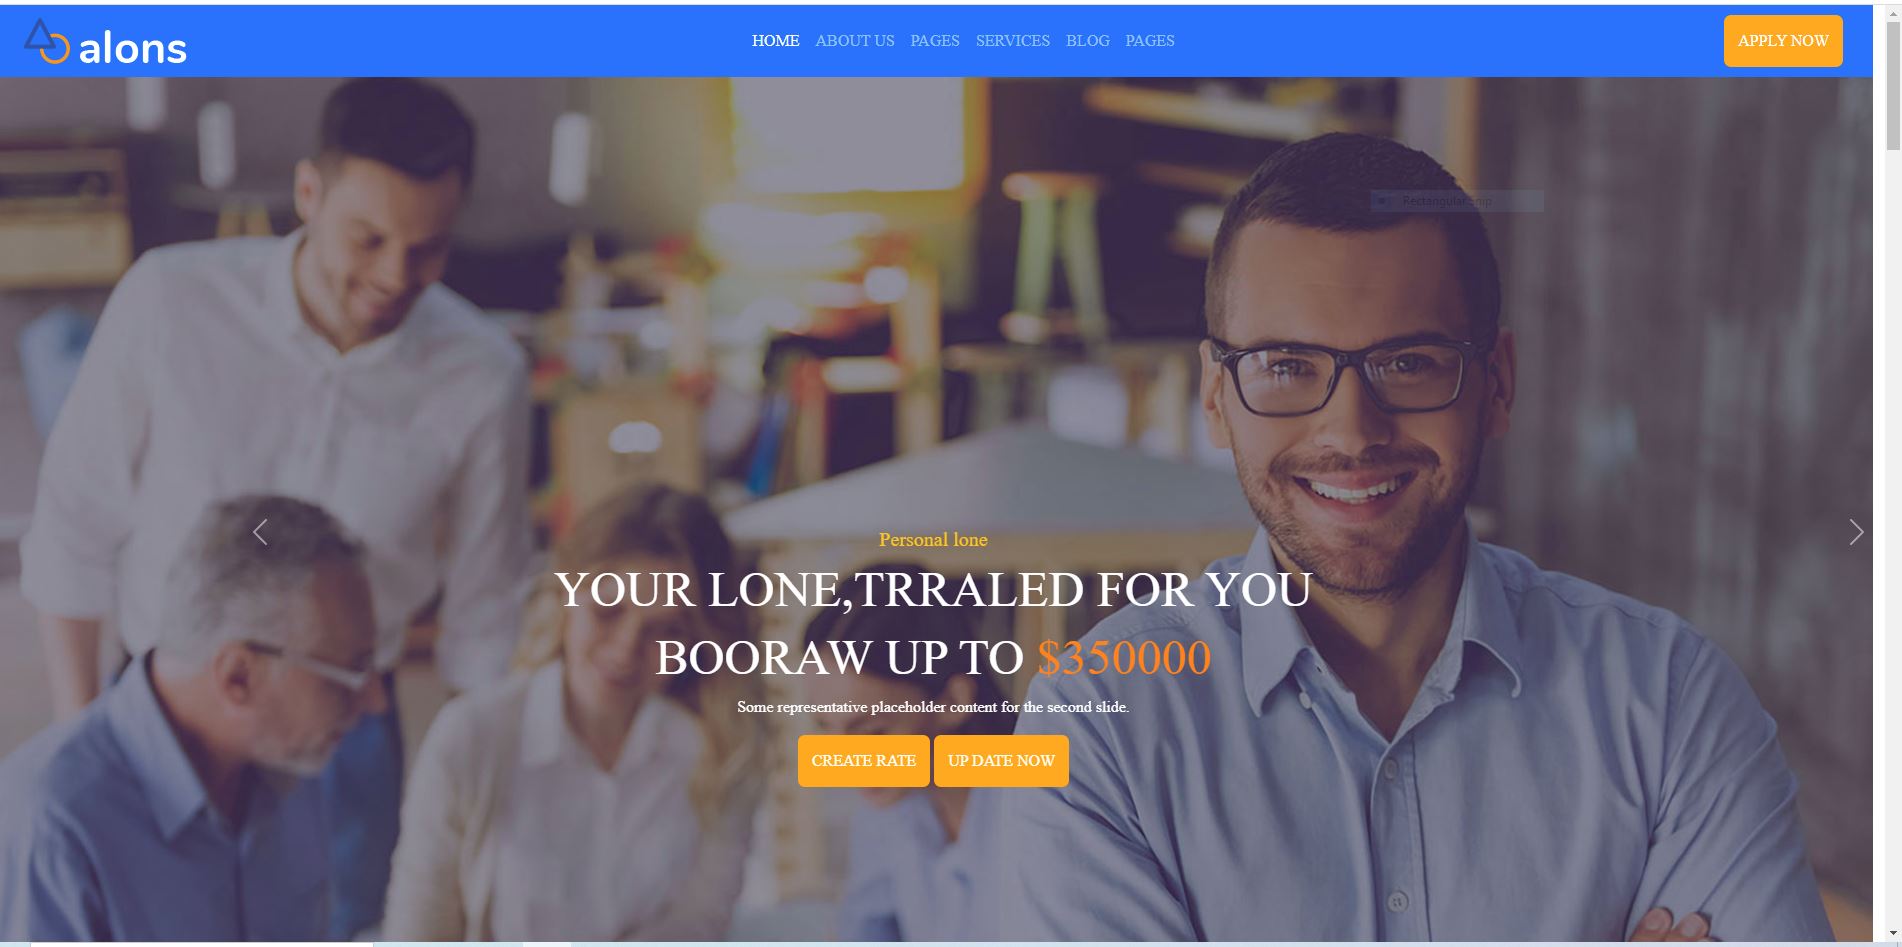 alons
HOME ABOUT US PAGES SERVICES BLOG PAGES
APPLY NOW
Rectangular Snip
Personal lone
YOUR LONE,TRRALED FOR YOU
BOORAW UP TO $350000
Some representative placeholder content for the second slide.
CREATE RATE UP DATE NOW